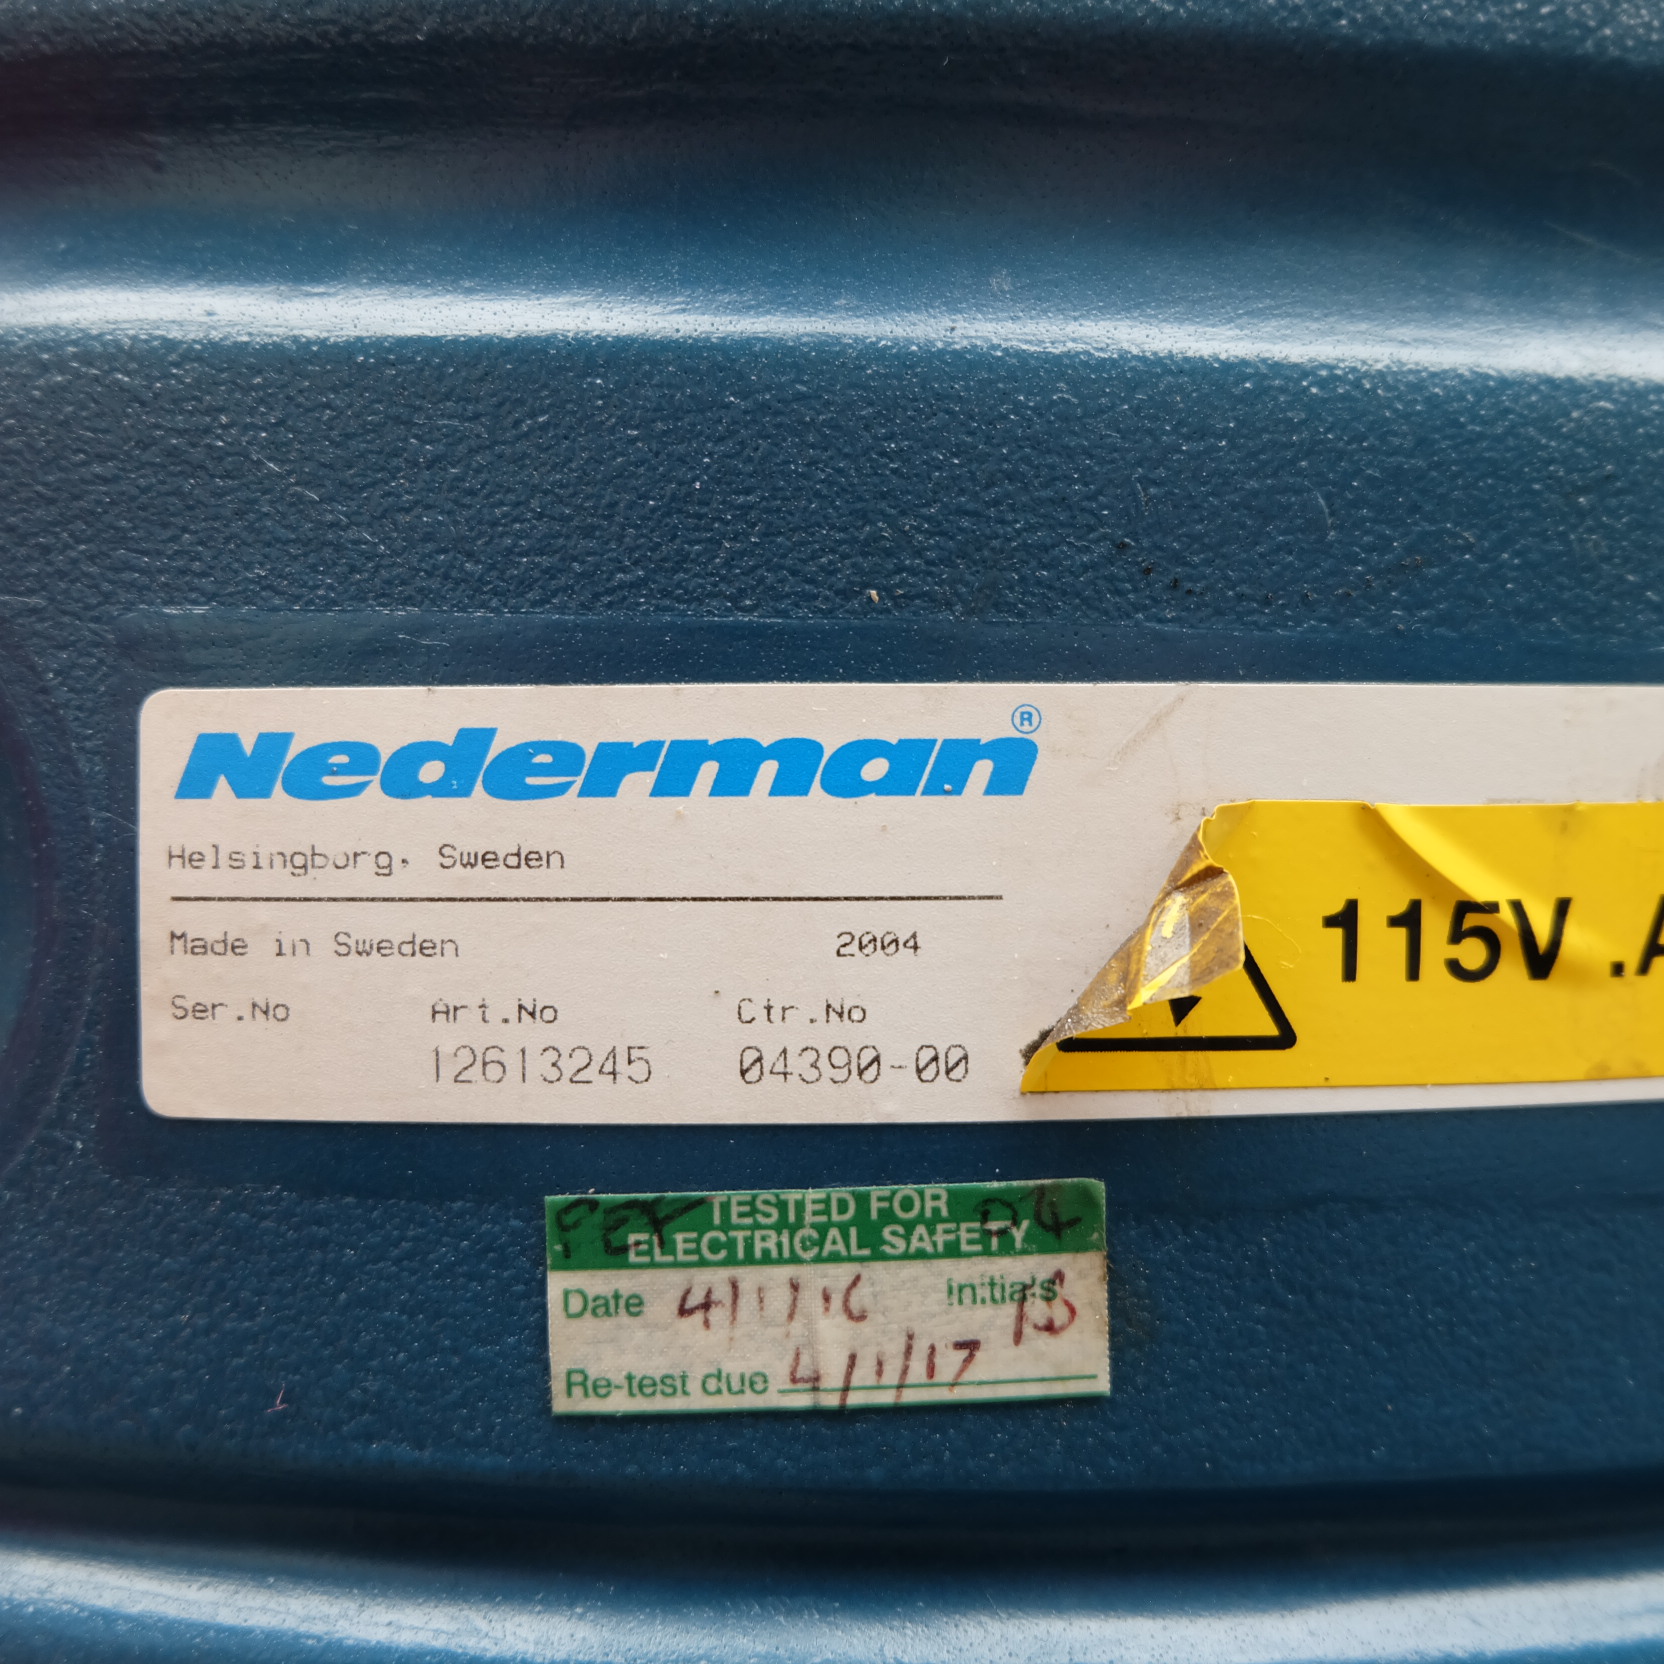 Nederman®
Helsingborg, Sweden
Made in Sweden 2004
Ser.No Art.No Ctr.No
12613245 04390-00
115V .A
TESTED FOR
ELECTRICAL SAFETY
Date 4/1/16 Initials
Re-test due 4/1/17